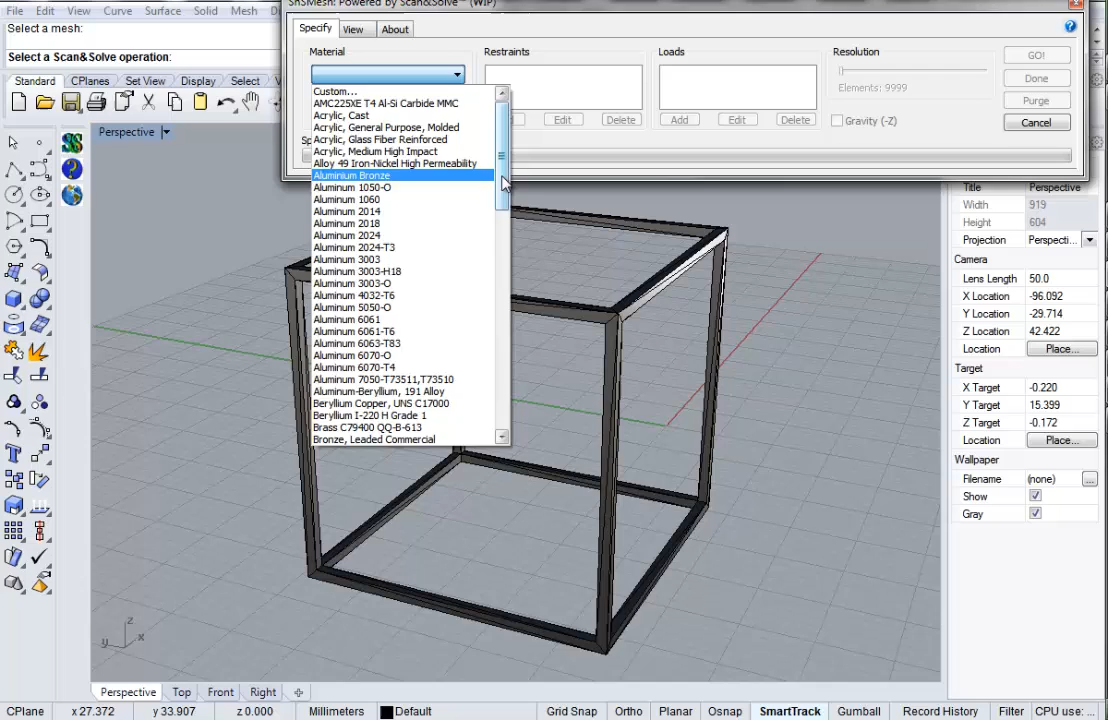 SnSMesh: Powered by Scan&Solve™ (WIP)
File Edit View Curve Surface Solid Mesh
Select a mesh:
Select a Scan&Solve operation:
Standard CPlanes Set View Display Select
Specify View About
Material Restraints Loads Resolution
Elements: 9999
GO!
Done
Purge
Cancel
Edit Delete Add Edit Delete Gravity (-Z)
Custom...
AMC225XE T4 Al-Si Carbide MMC
Acrylic, Cast
Acrylic, General Purpose, Molded
Acrylic, Glass Fiber Reinforced
Acrylic, Medium High Impact
Alloy 49 Iron-Nickel High Permeability
Aluminium Bronze
Aluminum 1050-O
Aluminum 1060
Aluminum 2014
Aluminum 2018
Aluminum 2024
Aluminum 2024-T3
Aluminum 3003
Aluminum 3003-H18
Aluminum 3003-O
Aluminum 4032-T6
Aluminum 5050-O
Aluminum 6061
Aluminum 6061-T6
Aluminum 6063-T83
Aluminum 6070-O
Aluminum 6070-T4
Aluminum 7050-T73511,T73510
Aluminum-Beryllium, 191 Alloy
Beryllium Copper, UNS C17000
Beryllium I-220 H Grade 1
Brass C79400 QQ-B-613
Bronze, Leaded Commercial
Perspective
z
y x
Title Perspective
Width 919
Height 604
Projection Perspecti...
Camera
Lens Length 50.0
X Location -96.092
Y Location -29.714
Z Location 42.422
Location Place...
Target
X Target -0.220
Y Target 15.399
Z Target -0.172
Location Place...
Wallpaper
Filename (none) ...
Show
Gray
Perspective Top Front Right
CPlane x 27.372 y 33.907 z 0.000 Millimeters Default Grid Snap Ortho Planar Osnap SmartTrack Gumball Record History Filter CPU use: ...